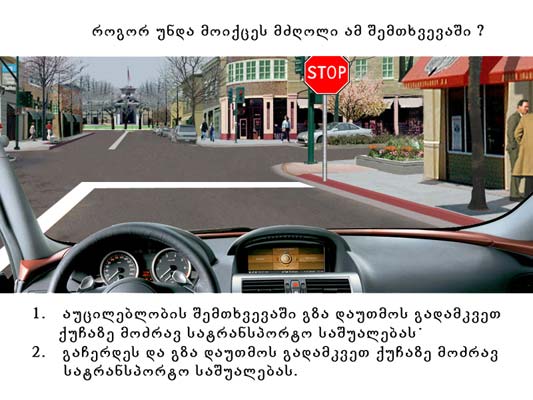 როგორ უნდა მოიქცეს მძღოლი ამ შემთხვევაში ?
STOP
1. აუცილებლობის შემთხვევაში გზა დაუთმოს გადამკვეთ
ქუჩაზე მოძრავ სატრანსპორტო საშუალებას
2. გაჩერდეს და გზა დაუთმოს გადამკვეთ ქუჩაზე მოძრავ
სატრანსპორტო საშუალებას.